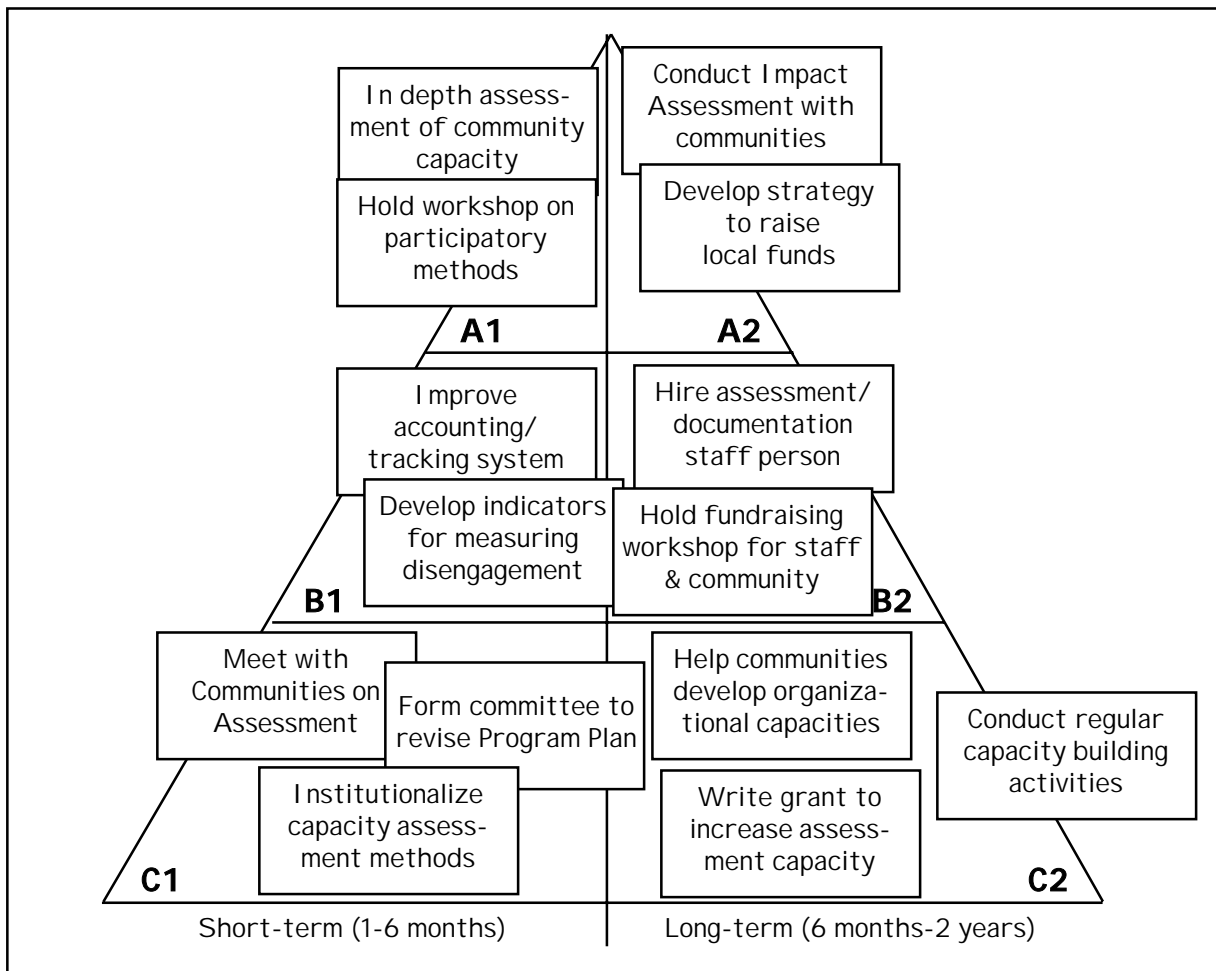 In depth assess-
ment of community
capacity
Hold workshop on
participatory
methods
A1
Conduct Impact
Assessment with
communities
Develop strategy
to raise
local funds
A2
Improve
accounting/
tracking system
Develop indicators
for measuring
disengagement
B1
Hire assessment/
documentation
staff person
Hold fundraising
workshop for staff
& community
B2
Meet with
Communities on
Assessment
Form committee to
revise Program Plan
Institutionalize
capacity assess-
ment methods
C1
Help communities
develop organiza-
tional capacities
Conduct regular
capacity building
activities
Write grant to
increase assess-
ment capacity
C2
Short-term (1-6 months)
Long-term (6 months-2 years)